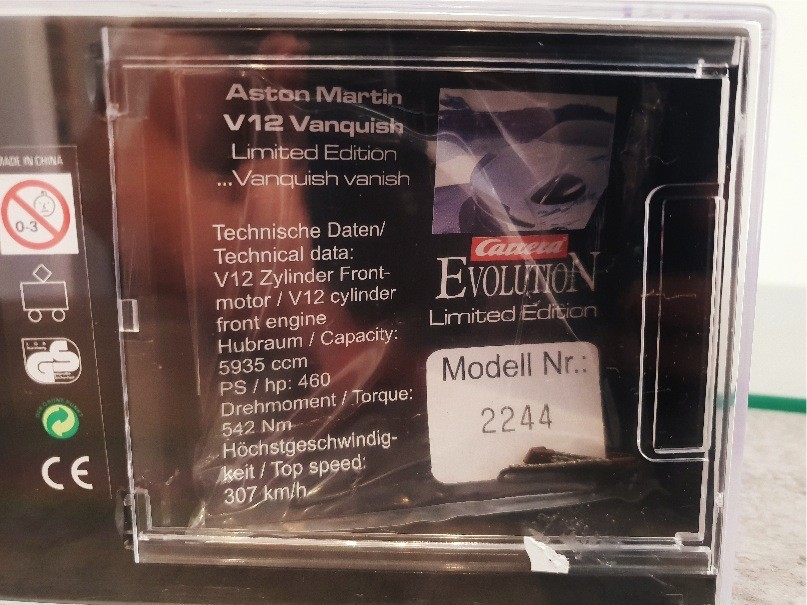 Aston Martin
V12 Vanquish
Limited Edition
...Vanquish vanish
Technische Daten/
Technical data:
V12 Zylinder Front-
motor / V12 cylinder
front engine
Hubraum / Capacity:
5935 ccm
PS / hp: 460
Drehmoment / Torque:
542 Nm
Höchstgeschwindig-
keit / Top speed:
307 km/h
Carrera
EVOLUTION
Limited Edition
Modell Nr.:
2244
MADE IN CHINA
0-3
CE